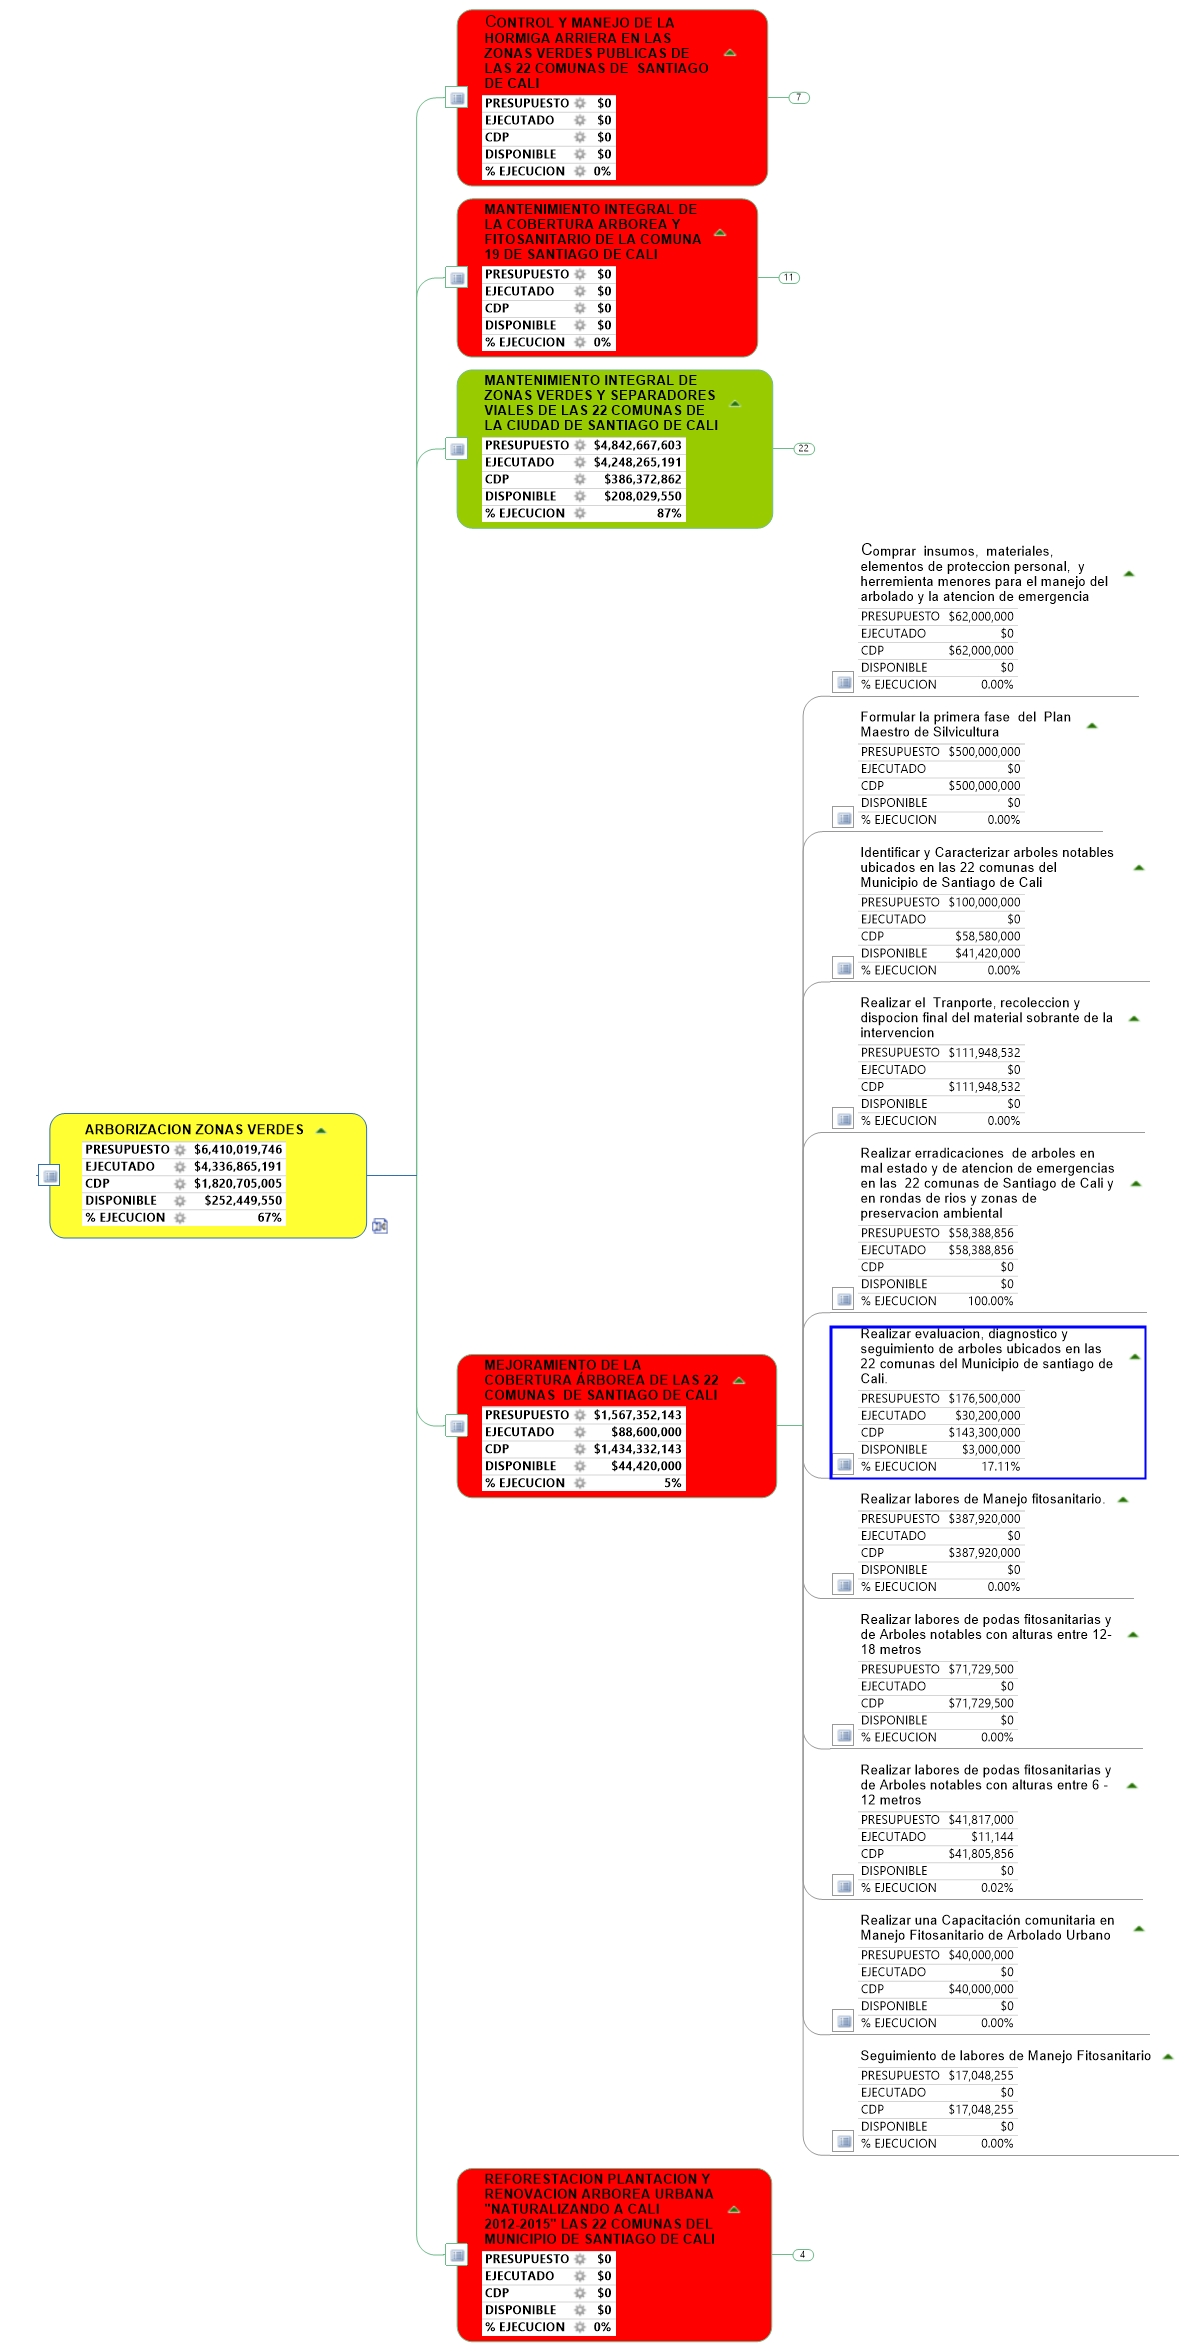 CONTROL Y MANEJO DE LA
HORMIGA ARRIERA EN LAS
ZONAS VERDES PUBLICAS DE
LAS 22 COMUNAS DE  SANTIAGO
DE CALI
PRESUPUESTO $0
EJECUTADO $0
CDP $0
DISPONIBLE $0
% EJECUCION 0%
7
MANTENIMIENTO INTEGRAL DE
LA COBERTURA ARBOREA Y
FITOSANITARIO DE LA COMUNA
19 DE SANTIAGO DE CALI
PRESUPUESTO $0
EJECUTADO $0
CDP $0
DISPONIBLE $0
% EJECUCION 0%
11
MANTENIMIENTO INTEGRAL DE
ZONAS VERDES Y SEPARADORES
VIALES DE LAS 22 COMUNAS DE
LA CIUDAD DE SANTIAGO DE CALI
PRESUPUESTO $4,842,667,603
EJECUTADO $4,248,265,191
CDP $386,372,862
DISPONIBLE $208,029,550
% EJECUCION 87%
22
ARBORIZACION ZONAS VERDES
PRESUPUESTO $6,410,019,746
EJECUTADO $4,336,865,191
CDP $1,820,705,005
DISPONIBLE $252,449,550
% EJECUCION 67%
MEJORAMIENTO DE LA
COBERTURA ÁRBOREA DE LAS 22
COMUNAS  DE SANTIAGO DE CALI
PRESUPUESTO $1,567,352,143
EJECUTADO $88,600,000
CDP $1,434,332,143
DISPONIBLE $44,420,000
% EJECUCION 5%
Comprar  insumos,  materiales,
elementos de proteccion personal,  y
herremienta menores para el manejo del
arbolado y la atencion de emergencia
PRESUPUESTO $62,000,000
EJECUTADO $0
CDP $62,000,000
DISPONIBLE $0
% EJECUCION 0.00%
Formular la primera fase  del  Plan
Maestro de Silvicultura
PRESUPUESTO $500,000,000
EJECUTADO $0
CDP $500,000,000
DISPONIBLE $0
% EJECUCION 0.00%
Identificar y Caracterizar arboles notables
ubicados en las 22 comunas del
Municipio de Santiago de Cali
PRESUPUESTO $100,000,000
EJECUTADO $0
CDP $58,580,000
DISPONIBLE $41,420,000
% EJECUCION 0.00%
Realizar el  Tranporte, recoleccion y
dispocion final del material sobrante de la
intervencion
PRESUPUESTO $111,948,532
EJECUTADO $0
CDP $111,948,532
DISPONIBLE $0
% EJECUCION 0.00%
Realizar erradicaciones  de arboles en
mal estado y de atencion de emergencias
en las  22 comunas de Santiago de Cali y
en rondas de rios y zonas de
preservacion ambiental
PRESUPUESTO $58,388,856
EJECUTADO $58,388,856
CDP $0
DISPONIBLE $0
% EJECUCION 100.00%
Realizar evaluacion, diagnostico y
seguimiento de arboles ubicados en las
22 comunas del Municipio de santiago de
Cali.
PRESUPUESTO $176,500,000
EJECUTADO $30,200,000
CDP $143,300,000
DISPONIBLE $3,000,000
% EJECUCION 17.11%
Realizar labores de Manejo fitosanitario.
PRESUPUESTO $387,920,000
EJECUTADO $0
CDP $387,920,000
DISPONIBLE $0
% EJECUCION 0.00%
Realizar labores de podas fitosanitarias y
de Arboles notables con alturas entre 12-
18 metros
PRESUPUESTO $71,729,500
EJECUTADO $0
CDP $71,729,500
DISPONIBLE $0
% EJECUCION 0.00%
Realizar labores de podas fitosanitarias y
de Arboles notables con alturas entre 6 -
12 metros
PRESUPUESTO $41,817,000
EJECUTADO $11,144
CDP $41,805,856
DISPONIBLE $0
% EJECUCION 0.02%
Realizar una Capacitación comunitaria en
Manejo Fitosanitario de Arbolado Urbano
PRESUPUESTO $40,000,000
EJECUTADO $0
CDP $40,000,000
DISPONIBLE $0
% EJECUCION 0.00%
Seguimiento de labores de Manejo Fitosanitario
PRESUPUESTO $17,048,255
EJECUTADO $0
CDP $17,048,255
DISPONIBLE $0
% EJECUCION 0.00%
REFORESTACION PLANTACION Y
RENOVACION ARBOREA URBANA
"NATURALIZANDO A CALI
2012-2015" LAS 22 COMUNAS DEL
MUNICIPIO DE SANTIAGO DE CALI
PRESUPUESTO $0
EJECUTADO $0
CDP $0
DISPONIBLE $0
% EJECUCION 0%
4